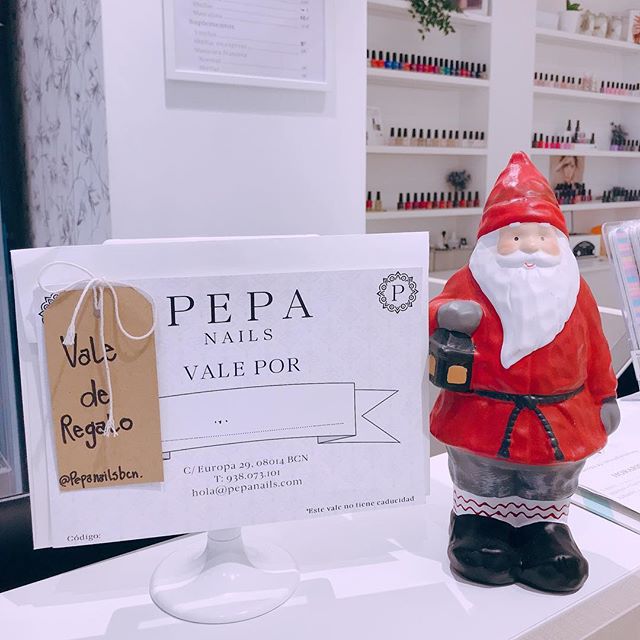 Suplementos
PEPA
NAILS
P
VALE POR
C/ Europa 29, 08014 BCN
T: 938.073.101
hola@pepanails.com
*Este vale no tiene caducidad
Código:
Vale
de
Regalo
@Pepanailsbcn.